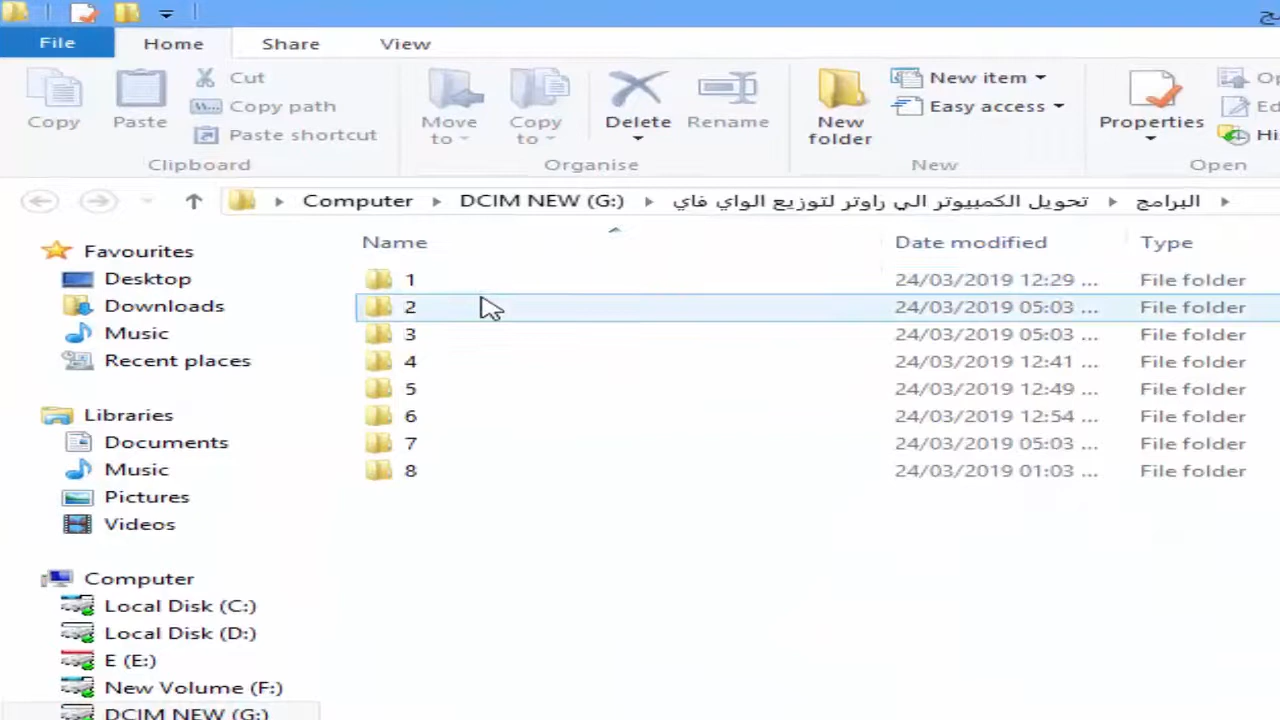 File Home Share View
Copy
Paste
Cut
Copy path
Paste shortcut
Clipboard
Move to
Copy to
Delete
Rename
Organise
New folder
New item
Easy access
New
Properties
Open
Computer DCIM NEW (G:) تحويل الكمبيوتر الي راوتر لتوزيع الواي فاي البرامج
Name Date modified Type
1 24/03/2019 12:29 ... File folder
2 24/03/2019 05:03 ... File folder
3 24/03/2019 05:03 ... File folder
4 24/03/2019 12:41 ... File folder
5 24/03/2019 12:49 ... File folder
6 24/03/2019 12:54 ... File folder
7 24/03/2019 05:03 ... File folder
8 24/03/2019 01:03 ... File folder
Favourites
Desktop
Downloads
Music
Recent places
Libraries
Documents
Music
Pictures
Videos
Computer
Local Disk (C:)
Local Disk (D:)
E (E:)
New Volume (F:)
DCIM NEW (G:)